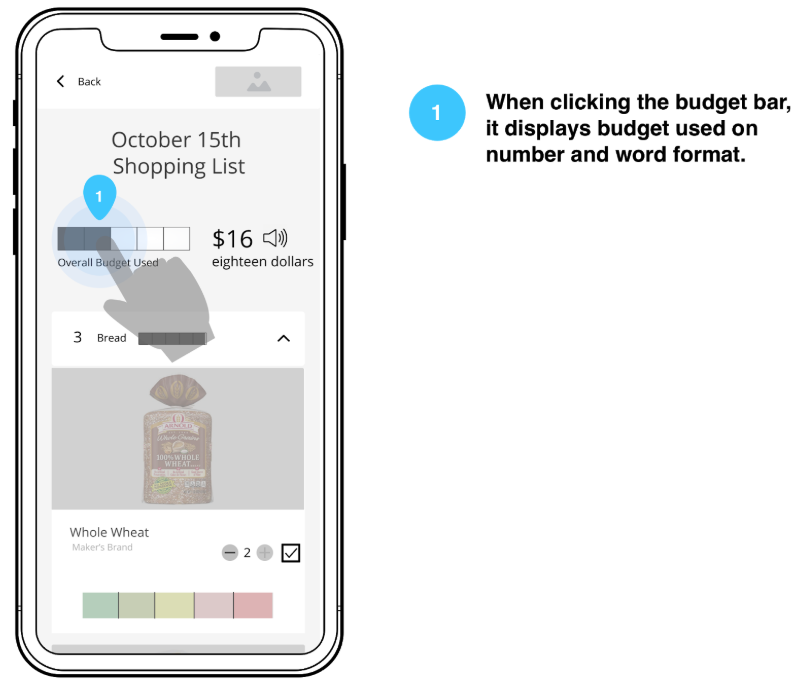 Back
October 15th
Shopping List
1
$16
eighteen dollars
Overall Budget Used
3 Bread
ARNOLD
100% WHOLE
WHEAT
Whole Wheat
Maker's Brand
2
1
When clicking the budget bar,
it displays budget used on
number and word format.